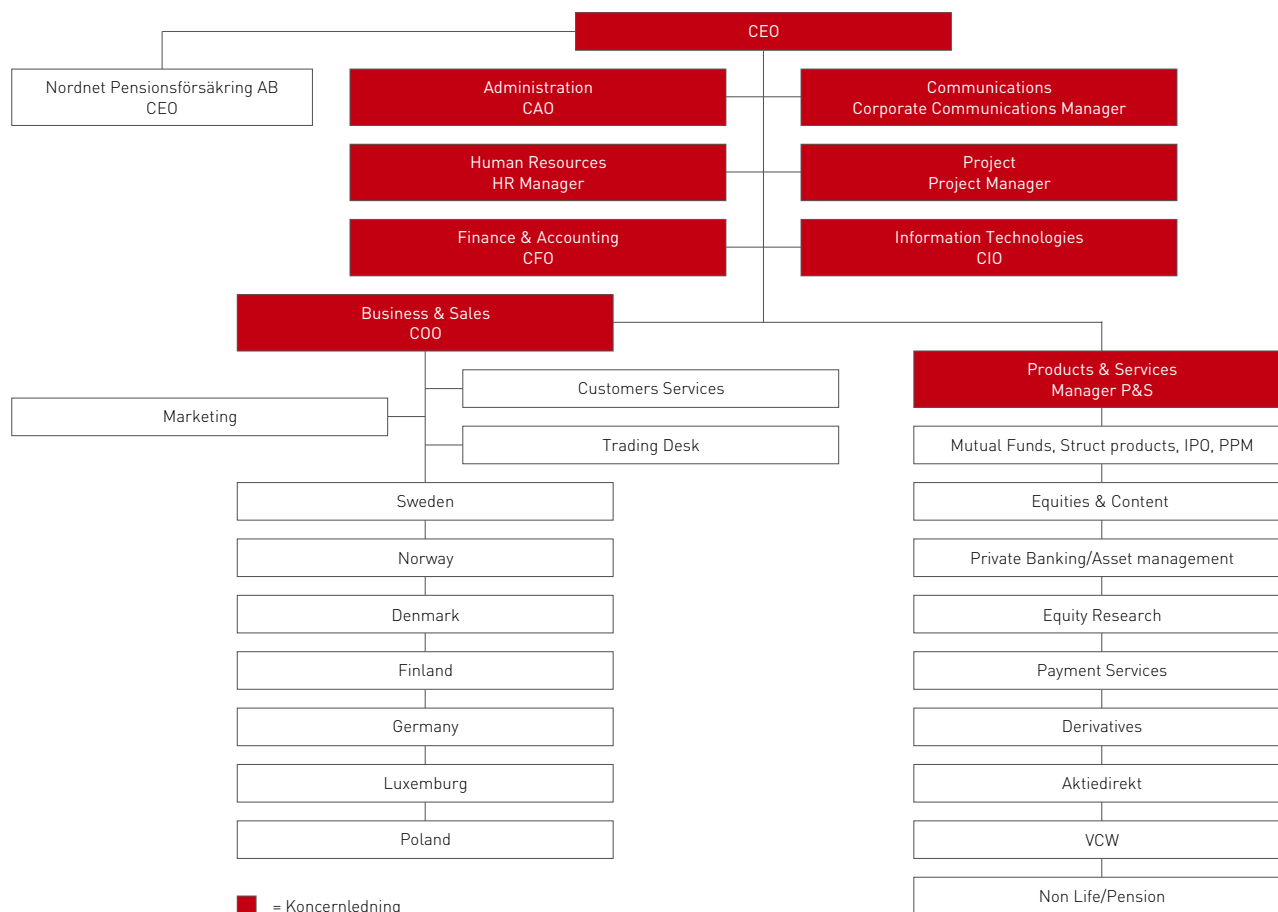 CEO
Nordnet Pensionsförsäkring AB
CEO
Administration
CAO
Communications
Corporate Communications Manager
Human Resources
HR Manager
Project
Project Manager
Finance & Accounting
CFO
Information Technologies
CIO
Business & Sales
COO
Products & Services
Manager P&S
Customers Services
Marketing
Trading Desk
Mutual Funds, Struct products, IPO, PPM
Sweden
Equities & Content
Norway
Private Banking/Asset management
Denmark
Equity Research
Finland
Payment Services
Germany
Derivatives
Luxemburg
Aktiedirekt
Poland
VCW
Non Life/Pension
= Koncernledning